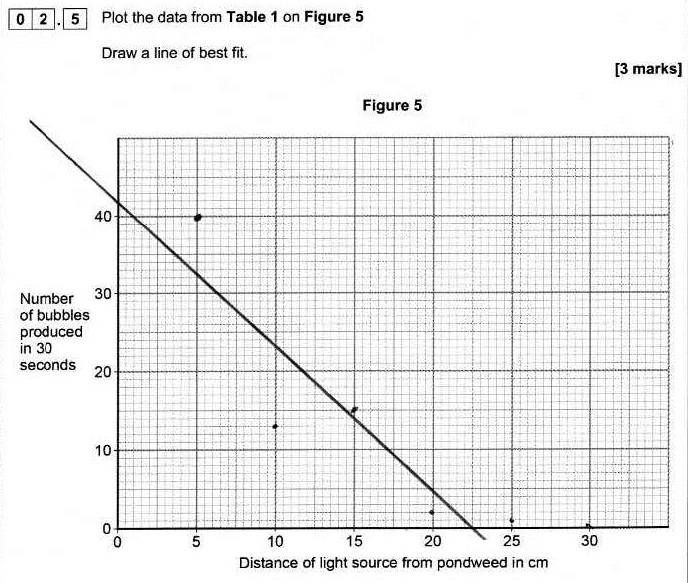 0 2 . 5 Plot the data from Table 1 on Figure 5
Draw a line of best fit.
[3 marks]
Figure 5
Number
of bubbles
produced
in 30
seconds
40
30
20
10
0
0 5 10 15 20 25 30
Distance of light source from pondweed in cm